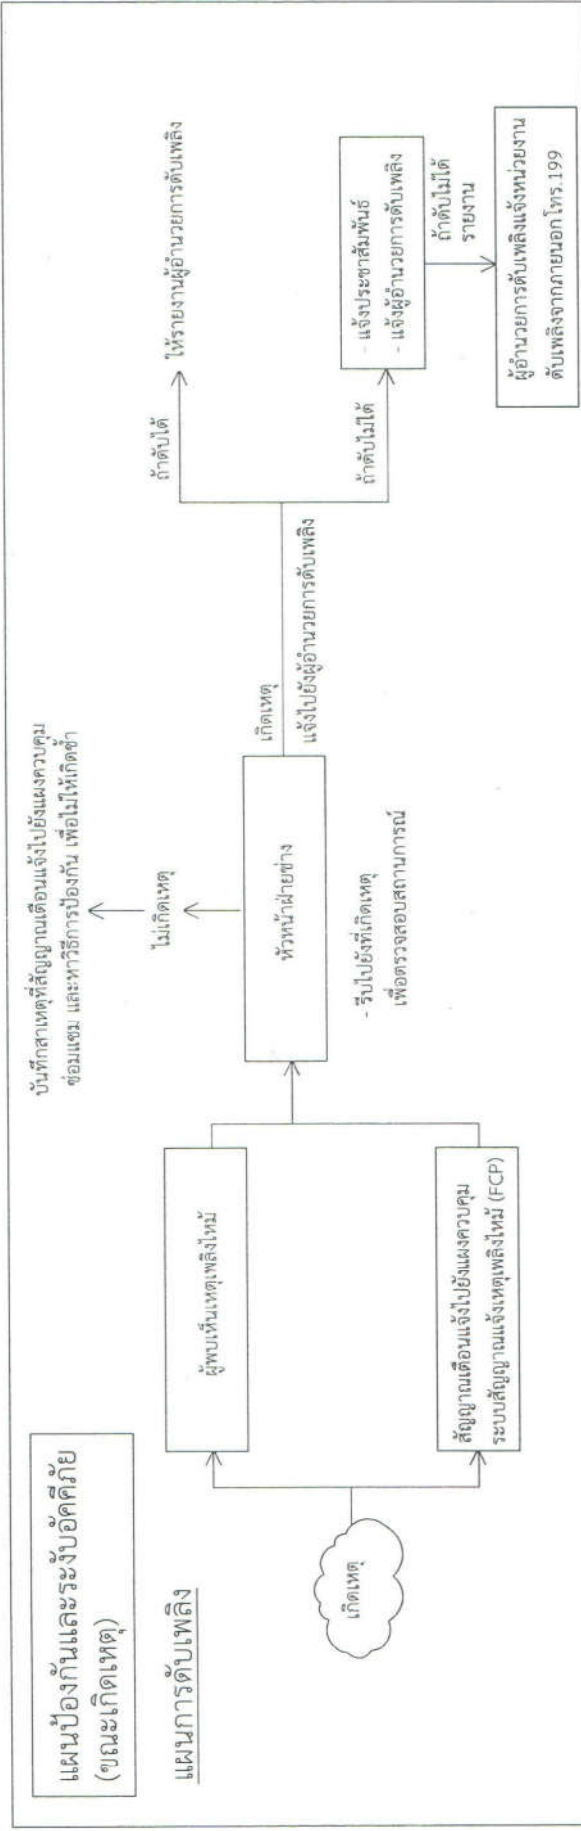 แผนป้องกันและระงับอัคคีภัย
(ขณะเกิดเหตุ)
แผนการดับเพลิง
เกิดเหตุ
ผู้พบเห็นเหตุเพลิงไหม้
สัญญาณเตือนแจ้งไปยังแผงควบคุม
ระบบสัญญาณแจ้งเหตุเพลิงไหม้ (FCP)
หัวหน้าฝ่ายช่าง
- รีบไปยังที่เกิดเหตุ
เพื่อตรวจสอบสถานการณ์
ไม่เกิดเหตุ
บันทึกสาเหตุที่สัญญาณเตือนแจ้งไปยังแผงควบคุม
ซ่อมแซม และหาวิธีการป้องกัน เพื่อไม่ให้เกิดซ้ำ
เกิดเหตุ
แจ้งไปยังผู้อำนวยการดับเพลิง
ถ้าดับได้
ให้รายงานผู้อำนวยการดับเพลิง
ถ้าดับไม่ได้
- แจ้งประชาสัมพันธ์
- แจ้งผู้อำนวยการดับเพลิง
ถ้าดับไม่ได้
รายงาน
ผู้อำนวยการดับเพลิงแจ้งหน่วยงาน
ดับเพลิงจากภายนอกโทร.199